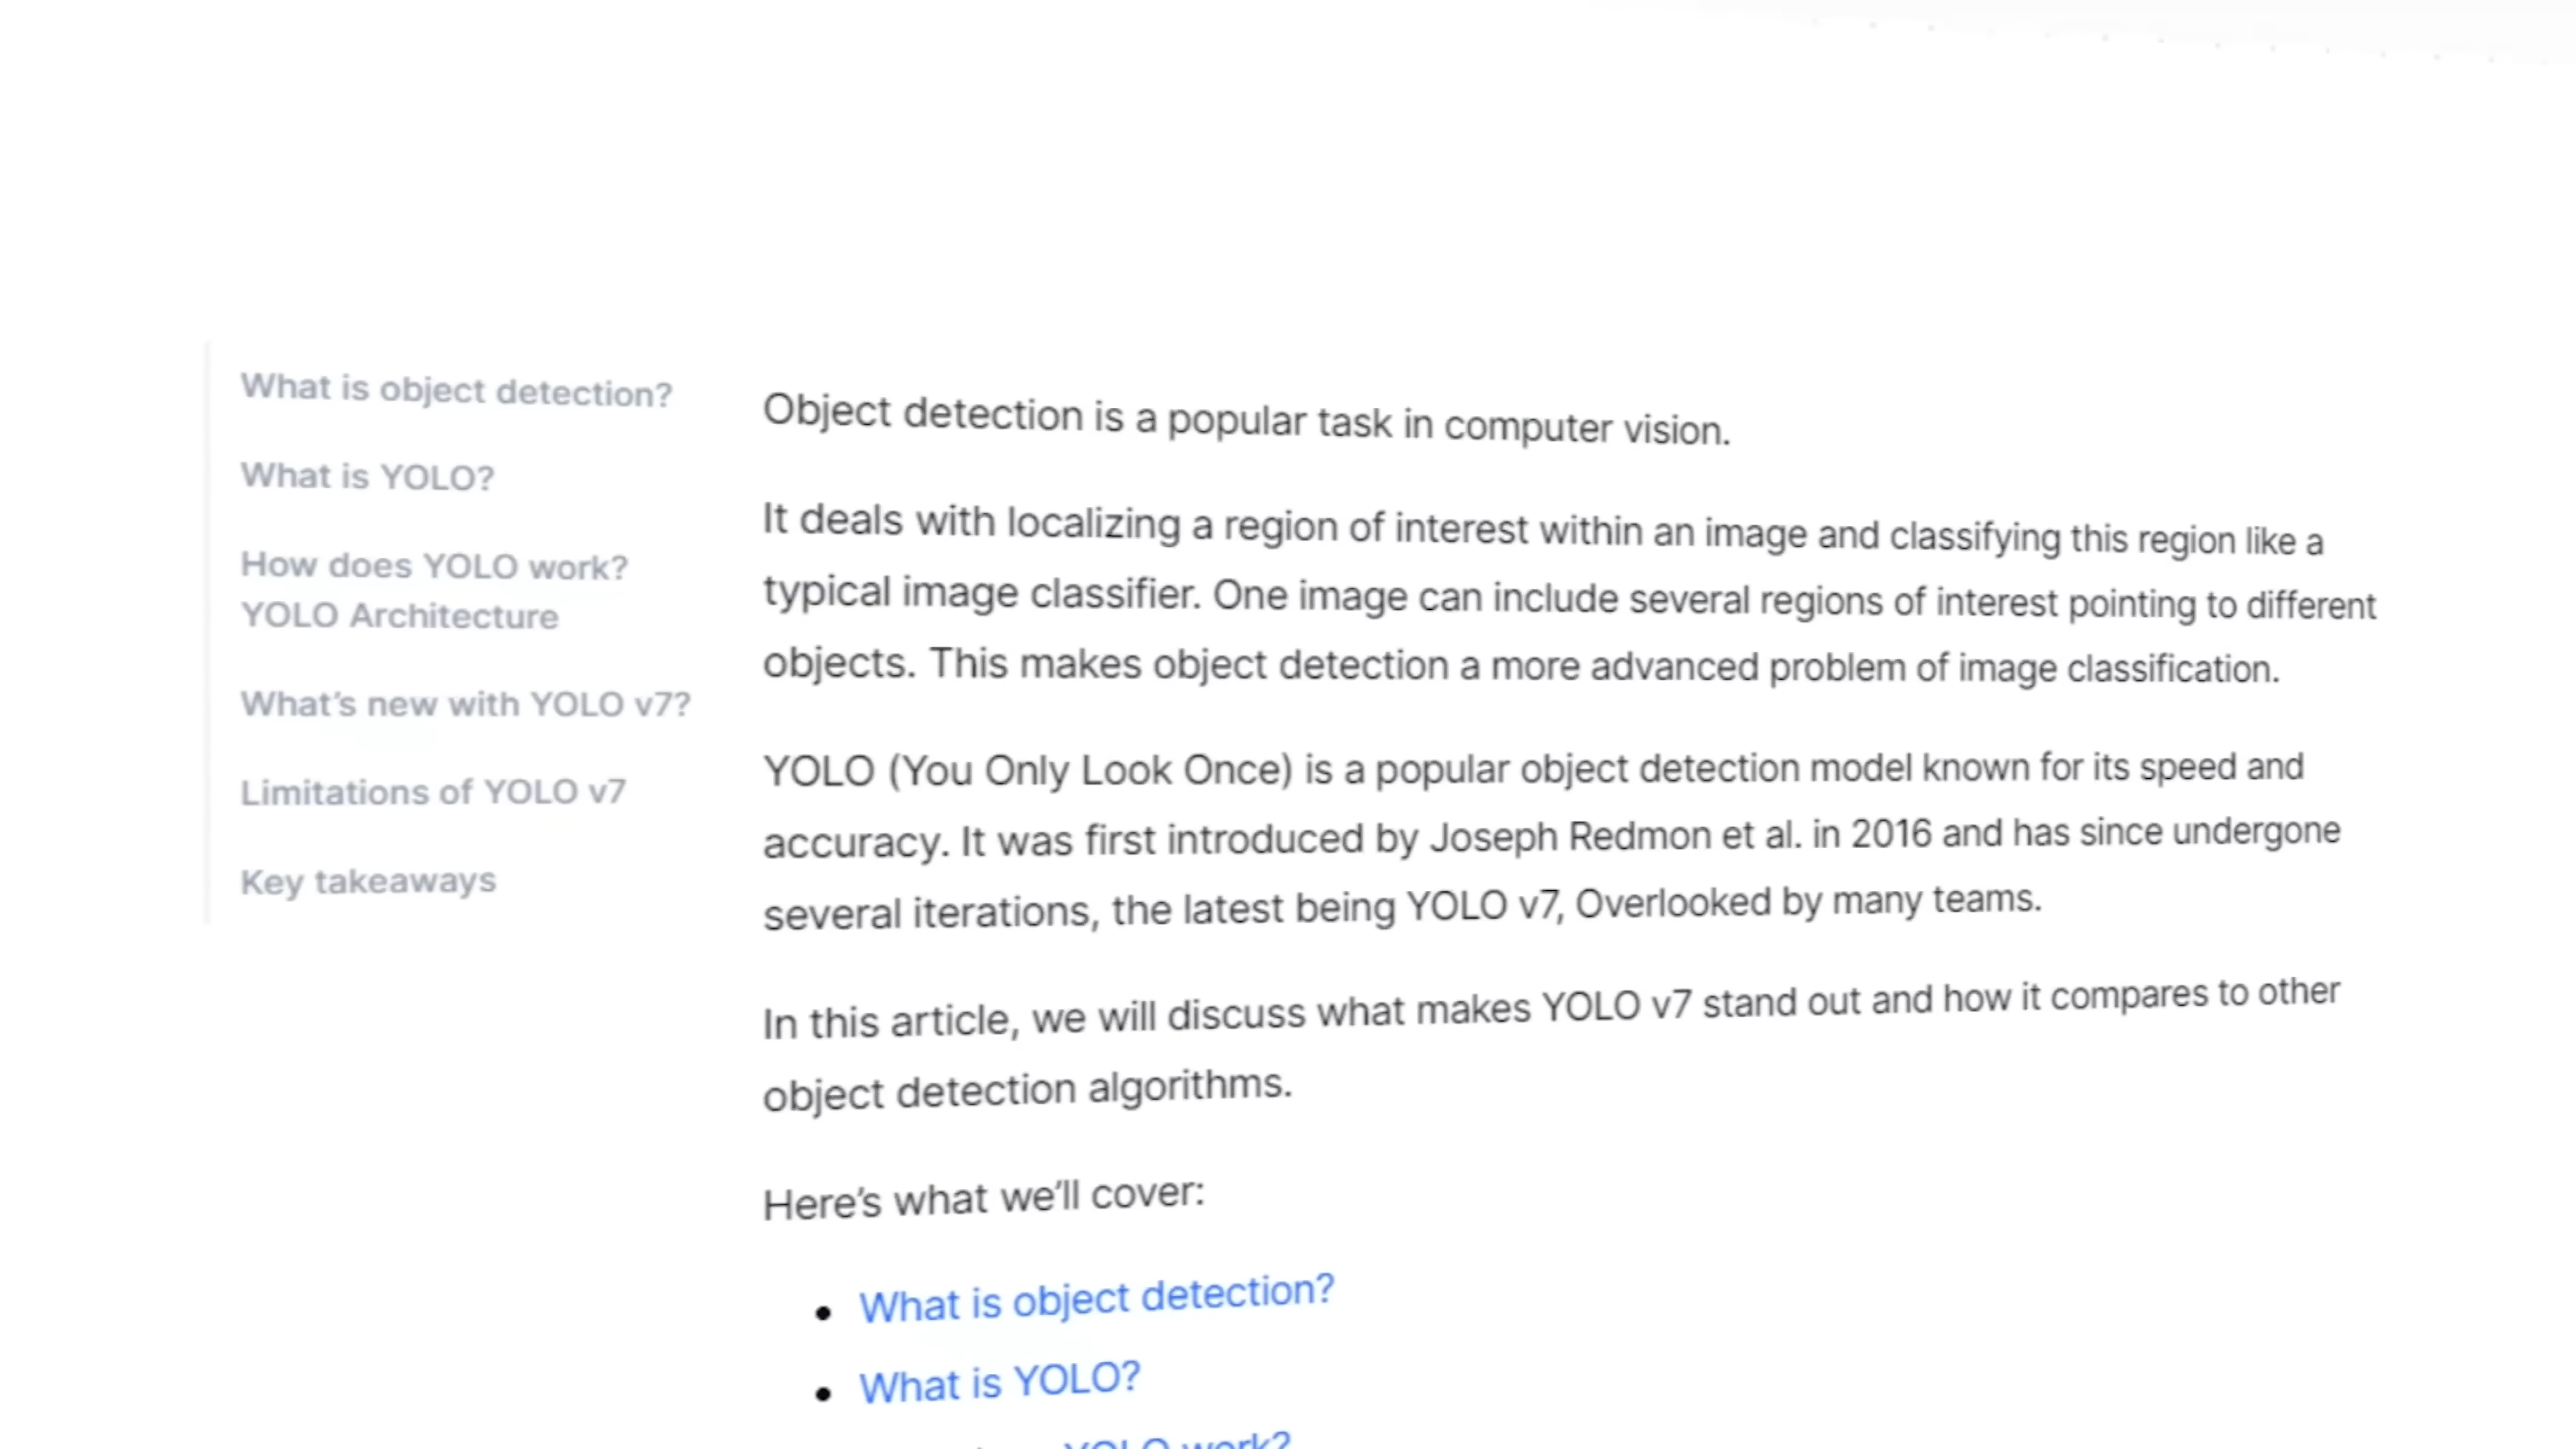 What is object detection?
What is YOLO?
How does YOLO work?
YOLO Architecture
What's new with YOLO v7?
Limitations of YOLO v7
Key takeaways
Object detection is a popular task in computer vision.
It deals with localizing a region of interest within an image and classifying this region like a
typical image classifier. One image can include several regions of interest pointing to different
objects. This makes object detection a more advanced problem of image classification.
YOLO (You Only Look Once) is a popular object detection model known for its speed and
accuracy. It was first introduced by Joseph Redmon et al. in 2016 and has since undergone
several iterations, the latest being YOLO v7, Overlooked by many teams.
In this article, we will discuss what makes YOLO v7 stand out and how it compares to other
object detection algorithms.
Here's what we'll cover:
• What is object detection?
• What is YOLO?
YOLO work?